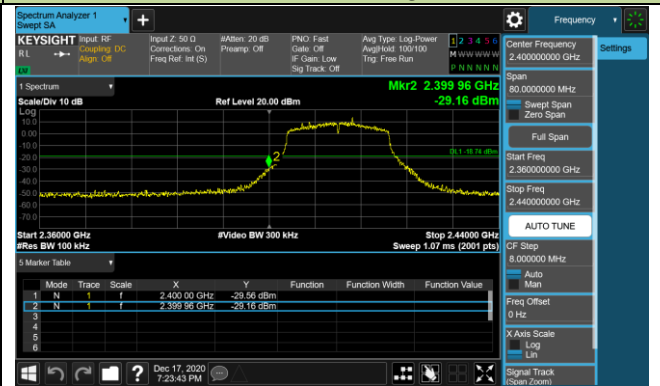 Spectrum Analyzer 1
Swept SA
Frequency
KEYSIGHT Input: RF
RL Coupling: DC
Align: Off
Input Z: 50 Ω
Corrections: On
Freq Ref: Int (S)
#Atten: 20 dB
Preamp: Off
PNO: Fast
Gate: Off
IF Gain: Low
Sig Track: Off
Avg Type: Log-Power
Avg|Hold: 100/100
Trig: Free Run
1 2 3 4 5 6
M W W W W W
P N N N N N
LXI
1 Spectrum
Mkr2 2.399 96 GHz
Scale/Div 10 dB
Ref Level 20.00 dBm
-29.16 dBm
Log
10.0
0.00
-10.0
-20.0
-30.0
-40.0
-50.0
-60.0
-70.0
2
DL1 -18.74 dBm
Start 2.36000 GHz
#Video BW 300 kHz
Stop 2.44000 GHz
#Res BW 100 kHz
Sweep 1.07 ms (2001 pts)
5 Marker Table
Mode Trace Scale X Y Function Function Width Function Value
1 N 1 f 2.400 00 GHz -29.56 dBm
2 N 1 f 2.399 96 GHz -29.16 dBm
3
4
5
6
Dec 17, 2020
7:23:43 PM
Center Frequency
2.400000000 GHz
Settings
Span
80.0000000 MHz
Swept Span
Zero Span
Full Span
Start Freq
2.360000000 GHz
Stop Freq
2.440000000 GHz
AUTO TUNE
CF Step
8.000000 MHz
Auto
Man
Freq Offset
0 Hz
X Axis Scale
Log
Lin
Signal Track
(Span Zoom)